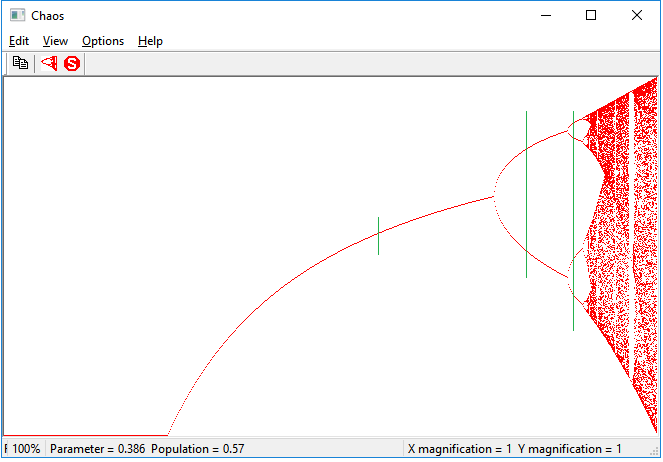 Chaos
Edit View Options Help
S
f 100% Parameter = 0.386 Population = 0.57 X magnification = 1 Y magnification = 1